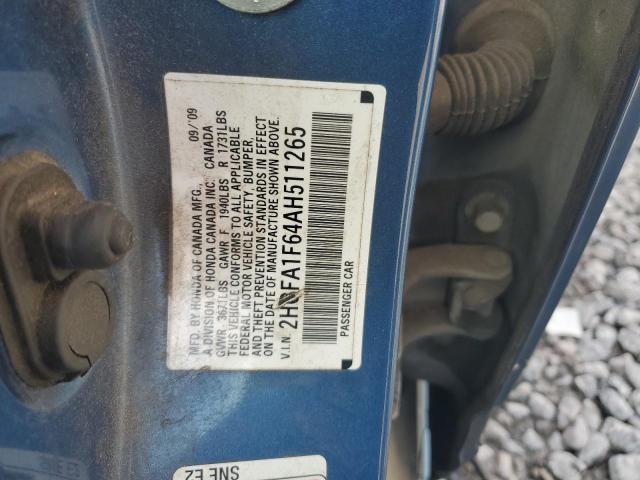 MFD. BY HONDA OF CANADA MFG., 09/'09
A DIVISION OF HONDA CANADA INC. CANADA
GVWR 3671LBS GAWR F 1940LBS R 1731LBS
THIS VEHICLE CONFORMS TO ALL APPLICABLE
FEDERAL MOTOR VEHICLE SAFETY, BUMPER,
AND THEFT PREVENTION STANDARDS IN EFFECT
ON THE DATE OF MANUFACTURE SHOWN ABOVE.
V.I.N.
PASSENGER CAR
SNE EZ